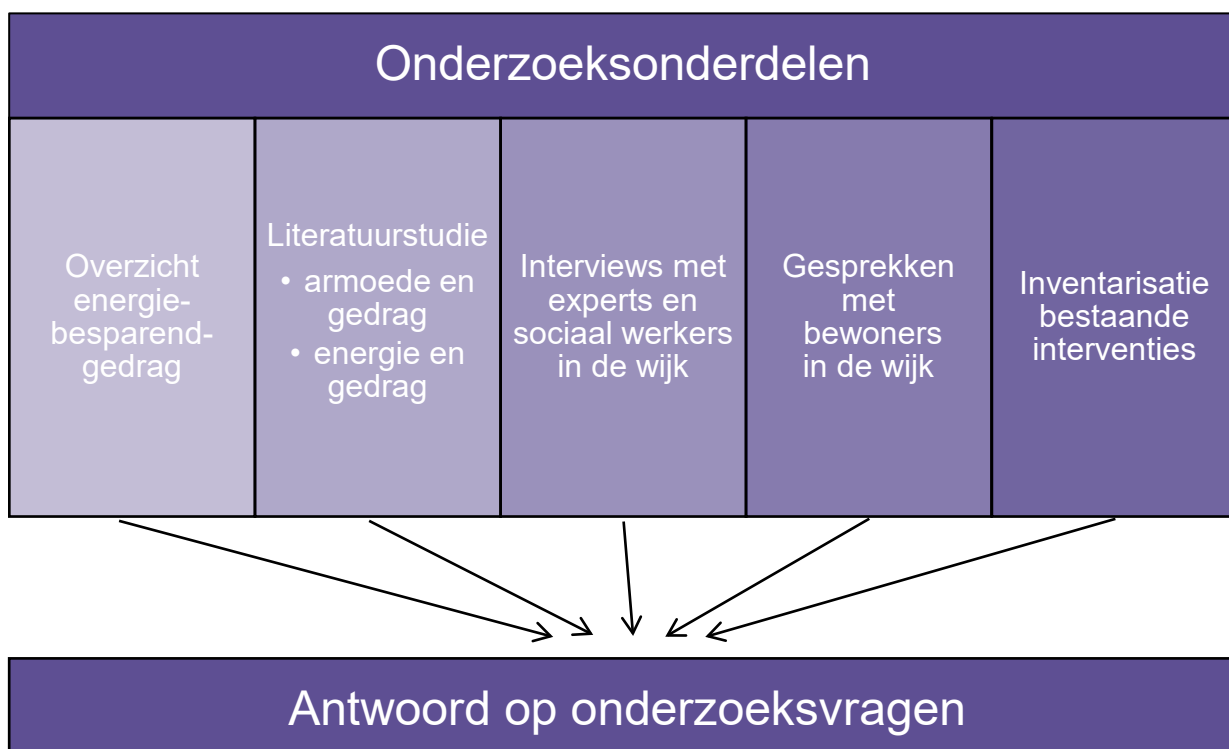 Onderzoeksonderdelen
Overzicht
energie-
besparend-
gedrag
Literatuurstudie
• armoede en
gedrag
• energie en
gedrag
Interviews met
experts en
sociaal werkers
in de wijk
Gesprekken
met
bewoners
in de wijk
Inventarisatie
bestaande
interventies
Antwoord op onderzoeksvragen